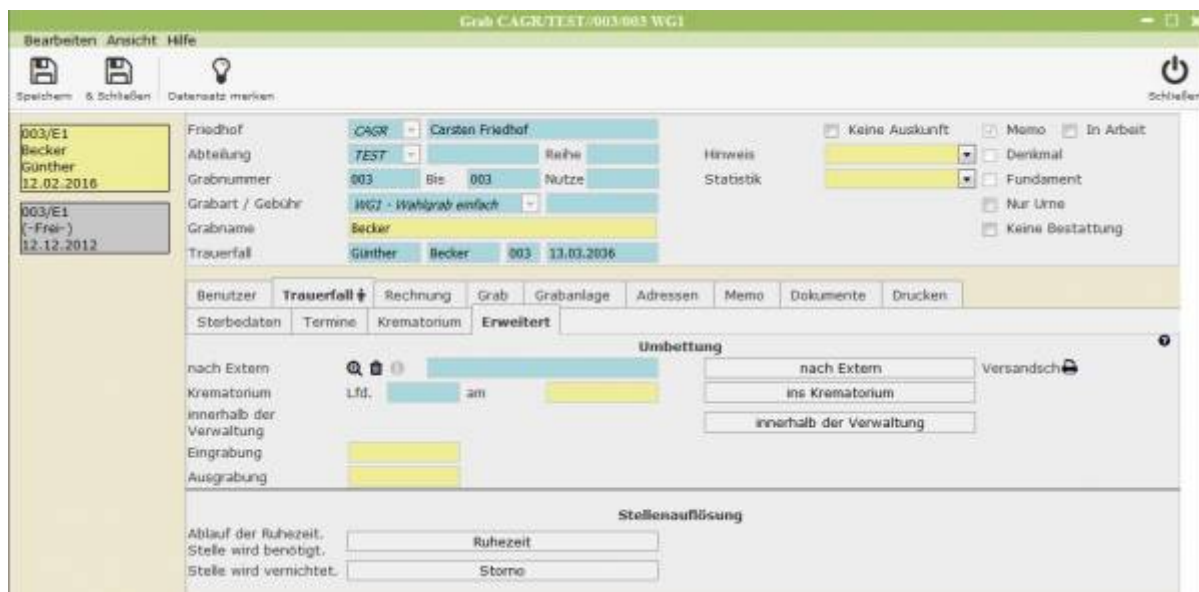 Grab CAGR/TEST//003/003 WG1
Bearbeiten Ansicht Hilfe
Speichern & Schließen Datensatz merken Schließen
003/E1
Becker
Günther
12.02.2016
003/E1
(-Frei-)
12.12.2012
Friedhof CAGR Carsten Friedhof Keine Auskunft Memo In Arbeit
Abteilung TEST Reihe Hinweis Denkmal
Grabnummer 003 Bis 003 Nutze Statistik Fundament
Grabart / Gebühr WG1 - Wahlgrab einfach Nur Urne
Grabname Becker Keine Bestattung
Trauerfall Günther Becker 003 13.03.2036
Benutzer Trauerfall Rechnung Grab Grabanlage Adressen Memo Dokumente Drucken
Sterbedaten Termine Krematorium Erweitert
Umbettung
nach Extern nach Extern Versandsch
Krematorium Lfd. am ins Krematorium
innerhalb der
Verwaltung innerhalb der Verwaltung
Eingrabung
Ausgrabung
Stellenauflösung
Ablauf der Ruhezeit.
Stelle wird benötigt. Ruhezeit
Stelle wird vernichtet. Storno